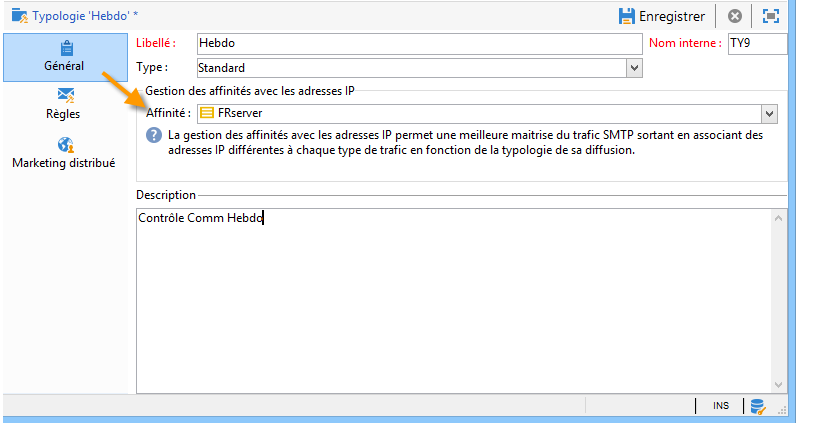 Typologie 'Hebdo' *
Enregistrer
Général
Règles
Marketing distribué
Libellé : Hebdo Nom interne : TY9
Type : Standard
Gestion des affinités avec les adresses IP
Affinité : FRserver
La gestion des affinités avec les adresses IP permet une meilleure maitrise du trafic SMTP sortant en associant des
adresses IP différentes à chaque type de trafic en fonction de la typologie de sa diffusion.
Description
Contrôle Comm Hebdo
INS